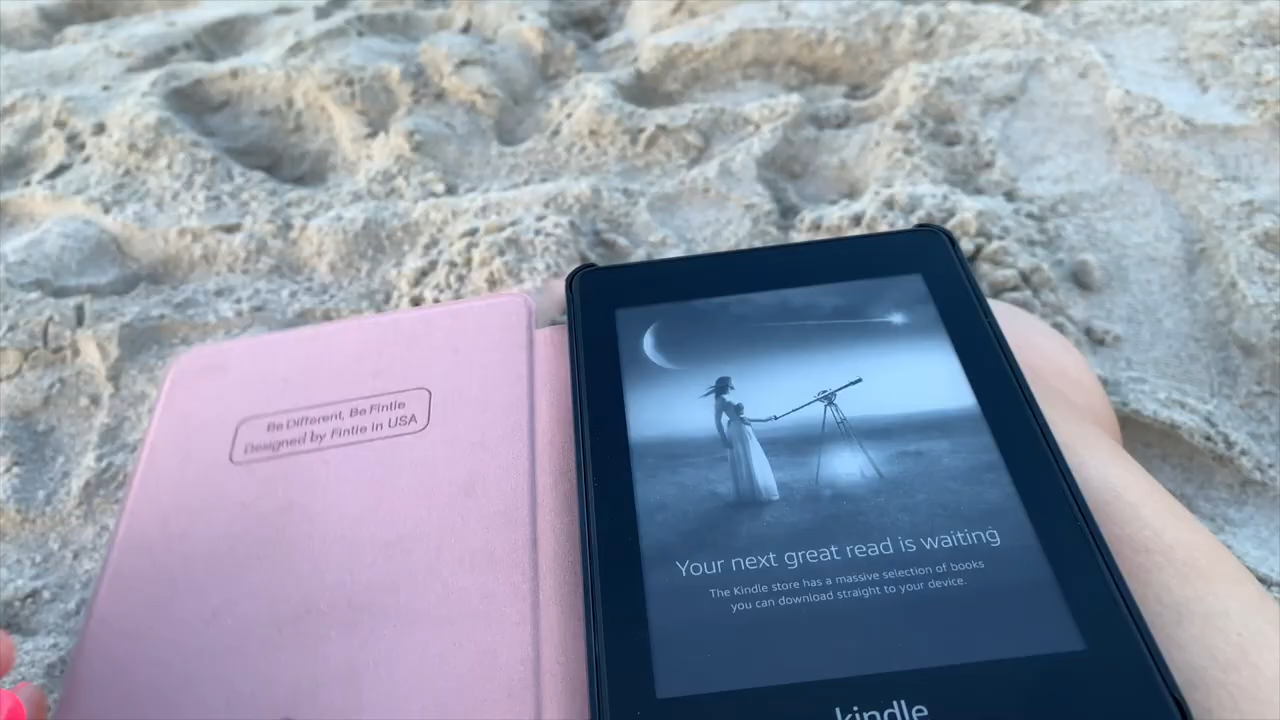 Be Different, Be Fintie
Designed by Fintie in USA
Your next great read is waiting
The Kindle store has a massive selection of books
you can download straight to your device.
kindle